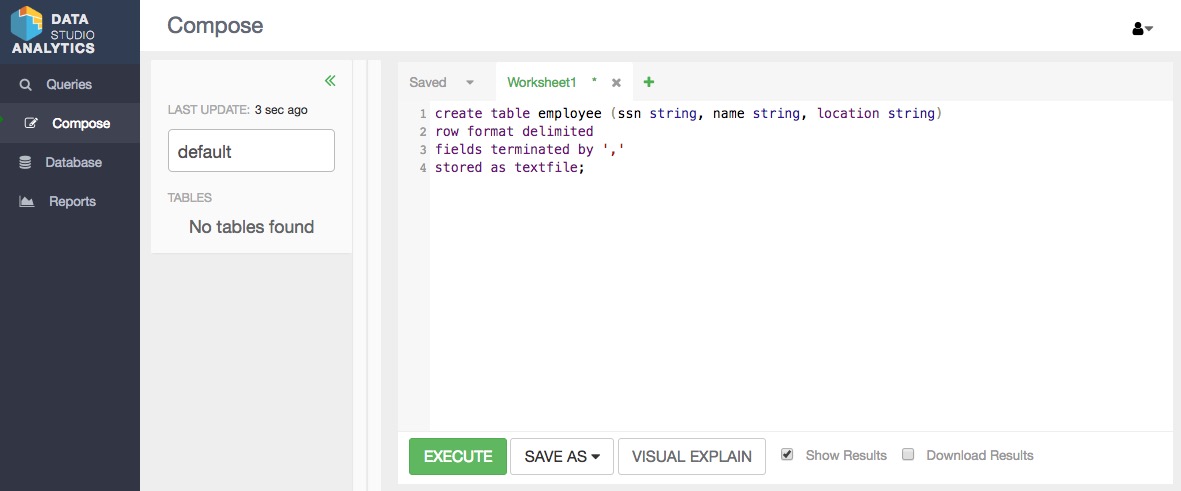 DATA
STUDIO
ANALYTICS
Compose
Queries
Compose
Database
Reports
LAST UPDATE: 3 sec ago
default
TABLES
No tables found
Saved Worksheet1 *
1 create table employee (ssn string, name string, location string)
2 row format delimited
3 fields terminated by ','
4 stored as textfile;
EXECUTE SAVE AS VISUAL EXPLAIN Show Results Download Results